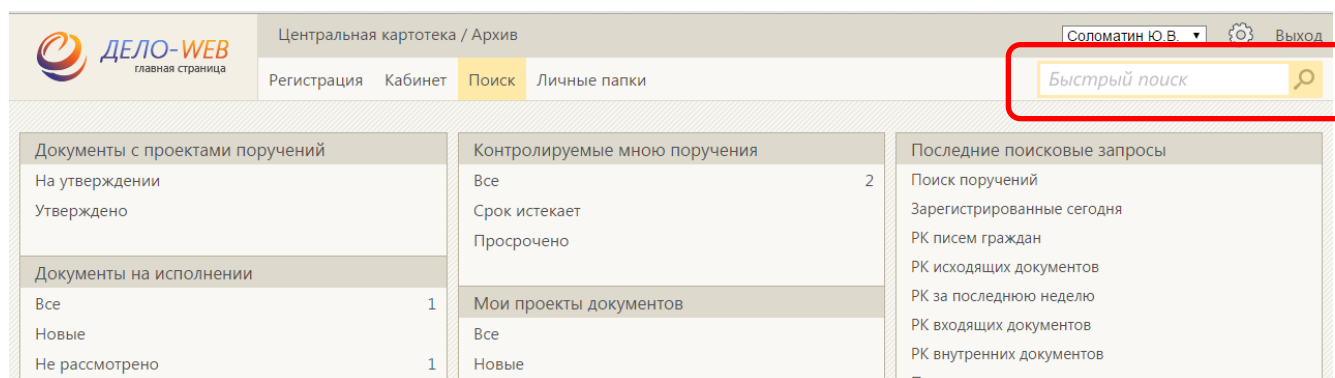 ДЕЛО-WEB
главная страница
Центральная картотека / Архив
Соломатин Ю.В.
Выход
Регистрация Кабинет Поиск Личные папки
Быстрый поиск
Документы с проектами поручений
На утверждении
Утверждено
Документы на исполнении
Все 1
Новые
Не рассмотрено 1
Контролируемые мною поручения
Все 2
Срок истекает
Просрочено
Мои проекты документов
Все
Новые
Последние поисковые запросы
Поиск поручений
Зарегистрированные сегодня
РК писем граждан
РК исходящих документов
РК за последнюю неделю
РК входящих документов
РК внутренних документов